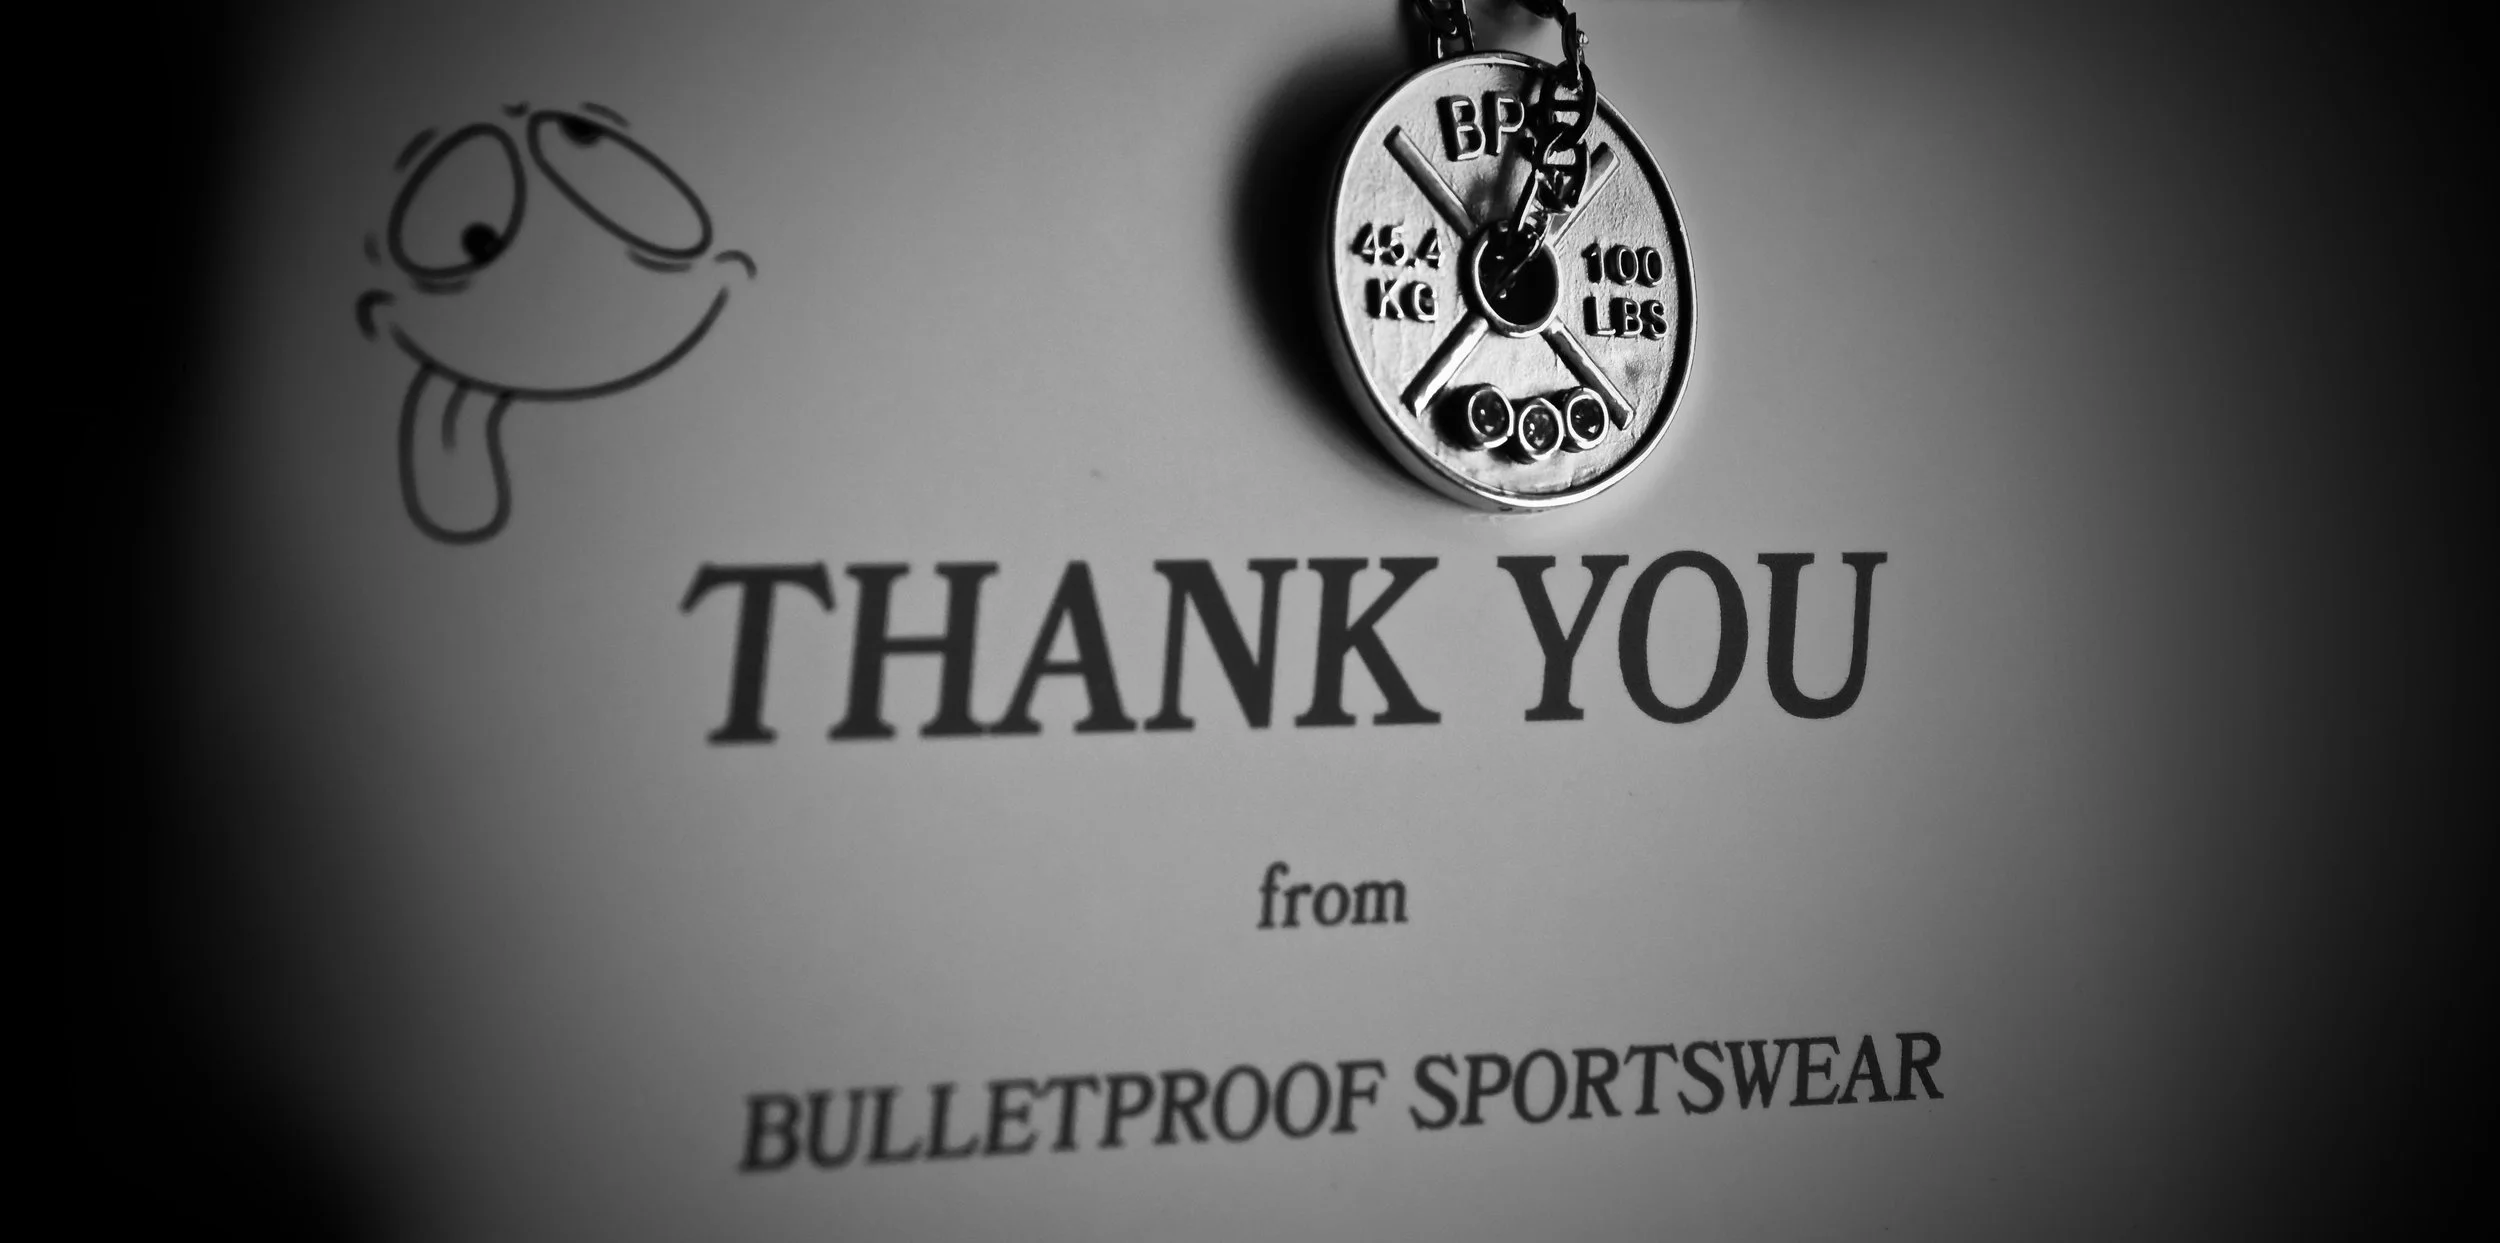 BP
45.4
KG
100
LBS
THANK YOU
from
BULLETPROOF SPORTSWEAR